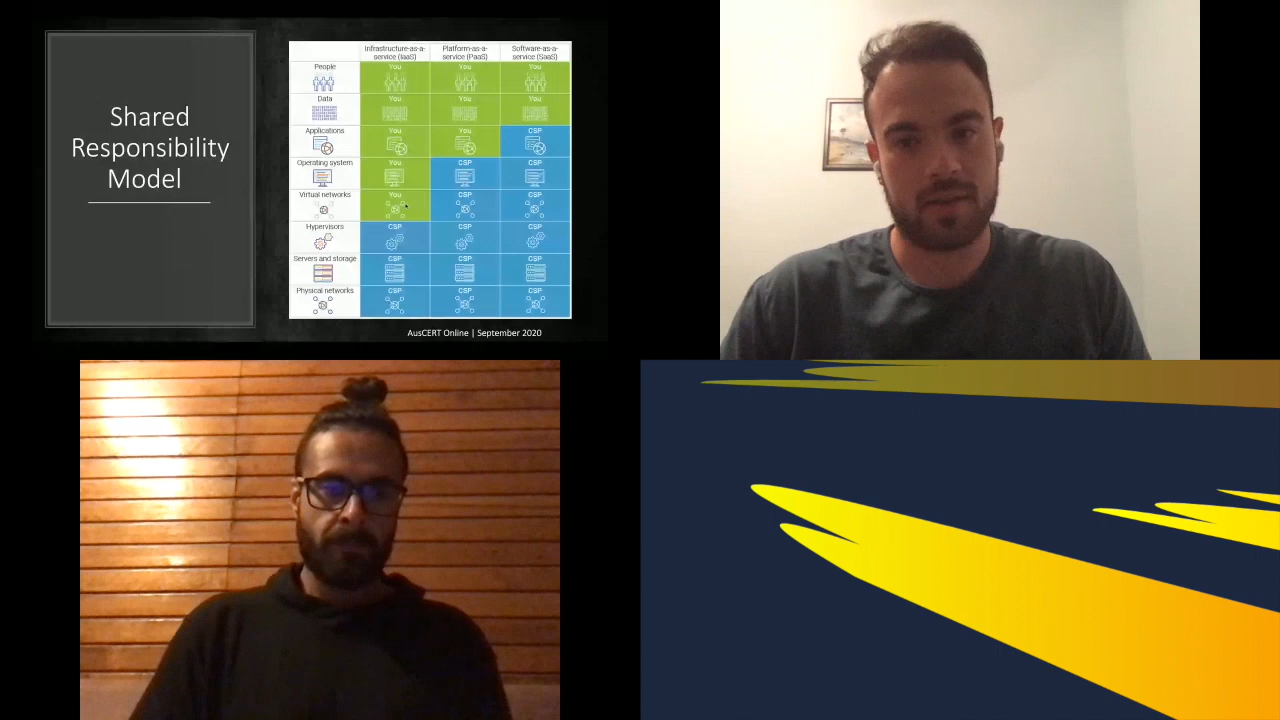 Shared
Responsibility
Model
Infrastructure-as-a-
service (IaaS)
Platform-as-a-
service (PaaS)
Software-as-a-
service (SaaS)
People
You
You
You
Data
You
You
You
Applications
You
You
CSP
Operating system
You
CSP
CSP
Virtual networks
You
CSP
CSP
Hypervisors
CSP
CSP
CSP
Servers and storage
CSP
CSP
CSP
Physical networks
CSP
CSP
CSP
AusCERT Online | September 2020